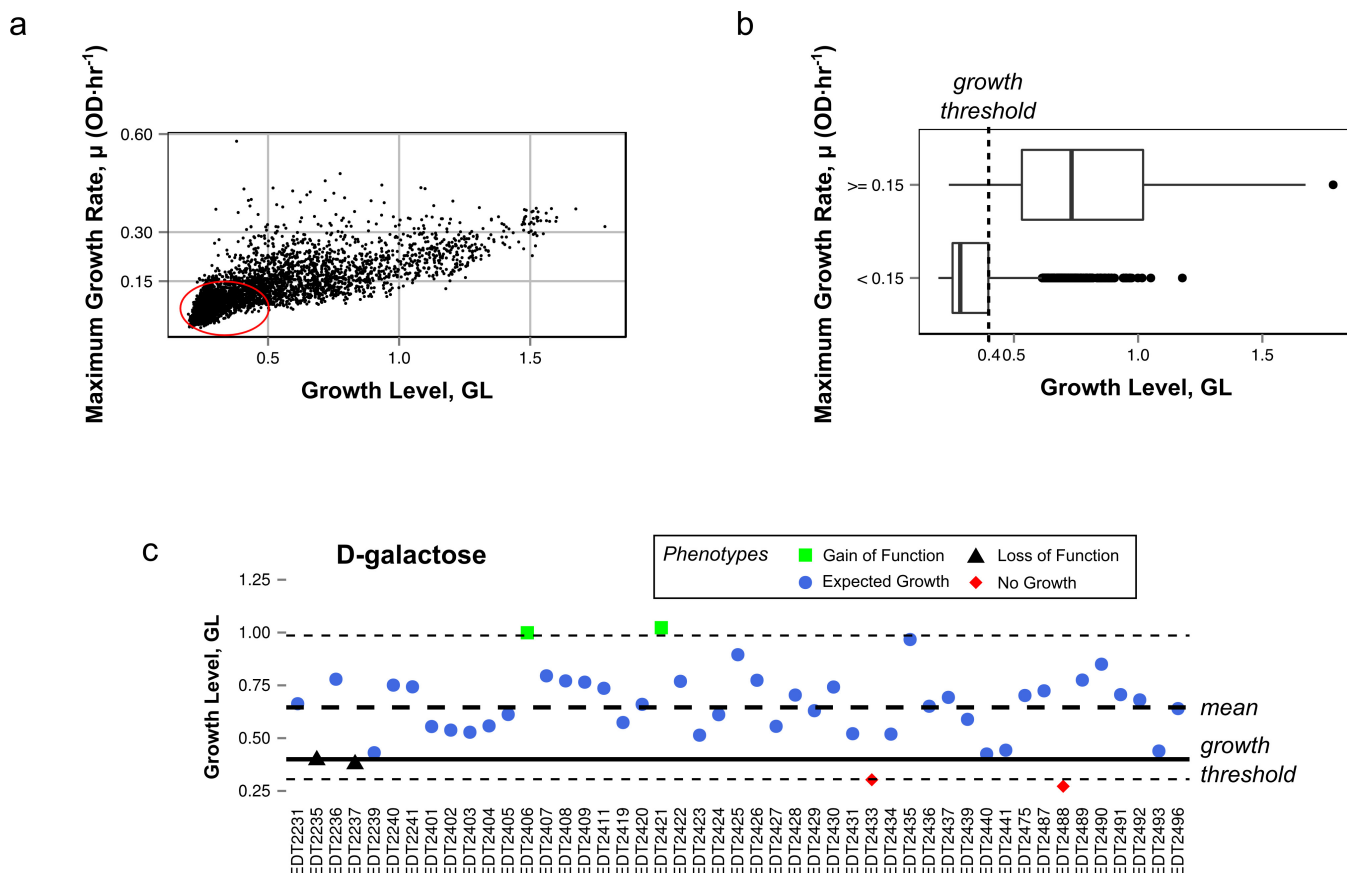 a
Maximum Growth Rate, µ (OD·hr⁻¹)
0.60
0.30
0.15
0.5
1.0
1.5
Growth Level, GL
b
growth
threshold
Maximum Growth Rate, µ (OD·hr⁻¹)
>= 0.15
< 0.15
0.4
0.5
1.0
1.5
Growth Level, GL
c
D-galactose
Phenotypes
Gain of Function
Loss of Function
Expected Growth
No Growth
Growth Level, GL
1.25
1.00
0.75
0.50
0.25
mean
growth
threshold
EDT2231
EDT2235
EDT2236
EDT2237
EDT2239
EDT2240
EDT2241
EDT2401
EDT2402
EDT2403
EDT2404
EDT2405
EDT2406
EDT2407
EDT2408
EDT2409
EDT2411
EDT2419
EDT2420
EDT2421
EDT2422
EDT2423
EDT2424
EDT2425
EDT2426
EDT2427
EDT2428
EDT2429
EDT2430
EDT2431
EDT2433
EDT2434
EDT2435
EDT2436
EDT2437
EDT2439
EDT2440
EDT2441
EDT2475
EDT2487
EDT2488
EDT2489
EDT2490
EDT2491
EDT2492
EDT2493
EDT2496